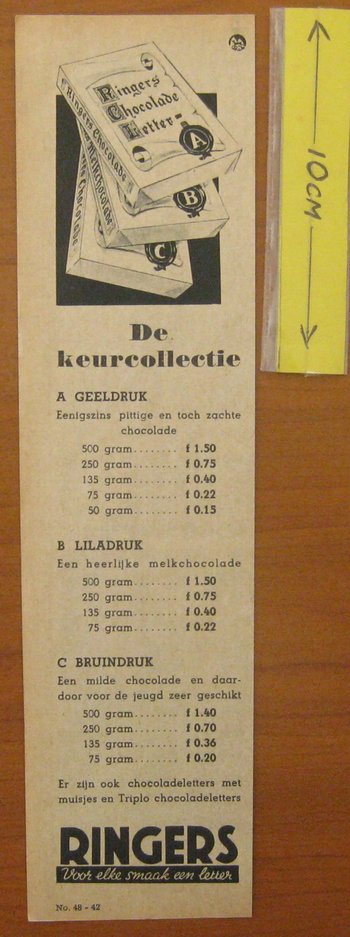 Ringers
Chocolade
Letter
A
Ringers Chocolade
B
Melkchocolade
C
De
keurcollectie
A GEELDRUK
Eenigszins pittige en toch zachte
chocolade
500 gram........ f 1.50
250 gram........ f 0.75
135 gram........ f 0.40
75 gram........ f 0.22
50 gram........ f 0.15
B LILADRUK
Een heerlijke melkchocolade
500 gram........ f 1.50
250 gram........ f 0.75
135 gram........ f 0.40
75 gram........ f 0.22
C BRUINDRUK
Een milde chocolade en daar-
door voor de jeugd zeer geschikt
500 gram........ f 1.40
250 gram........ f 0.70
135 gram........ f 0.36
75 gram........ f 0.20
Er zijn ook chocoladeletters met
muisjes en Triplo chocoladeletters
RINGERS
Voor elke smaak een letter
No. 48 - 42
10CM